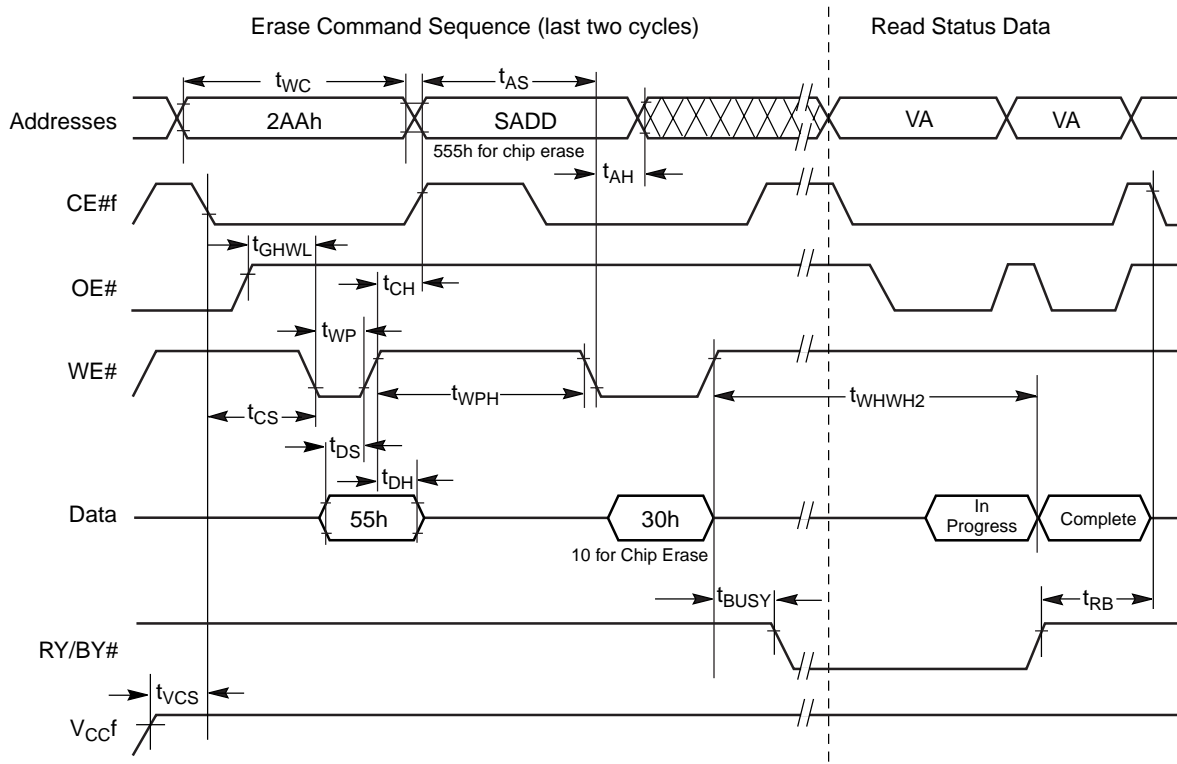 Erase Command Sequence (last two cycles)
Read Status Data
tWC
tAS
Addresses
2AAh
SADD
VA
VA
555h for chip erase
tAH
CE#f
tGHWL
OE#
tCH
tWP
WE#
tWPH
tWHWH2
tCS
tDS
tDH
Data
55h
30h
In
Progress
Complete
10 for Chip Erase
tBUSY
tRB
RY/BY#
tVCS
VCCf